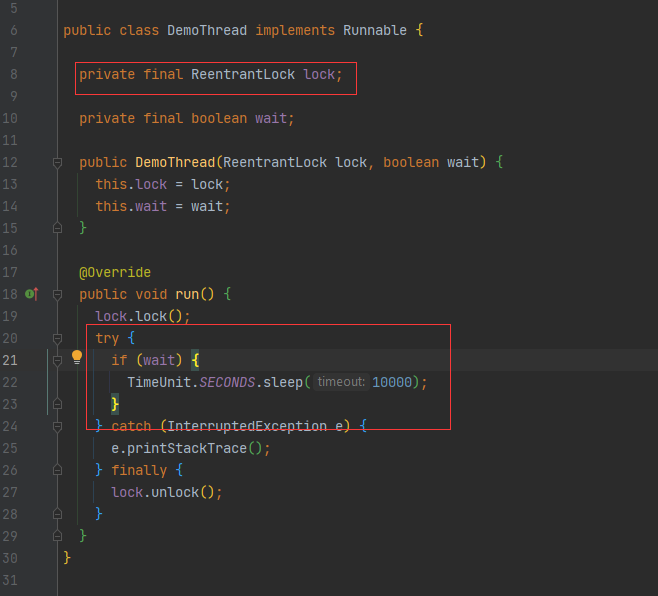 5
6 public class DemoThread implements Runnable {
7
8 private final ReentrantLock lock;
9
10 private final boolean wait;
11
12 public DemoThread(ReentrantLock lock, boolean wait) {
13 this.lock = lock;
14 this.wait = wait;
15 }
16
17 @Override
18 public void run() {
19 lock.lock();
20 try {
21 if (wait) {
22 TimeUnit.SECONDS.sleep( timeout: 10000);
23 }
24 } catch (InterruptedException e) {
25 e.printStackTrace();
26 } finally {
27 lock.unlock();
28 }
29 }
30 }
31